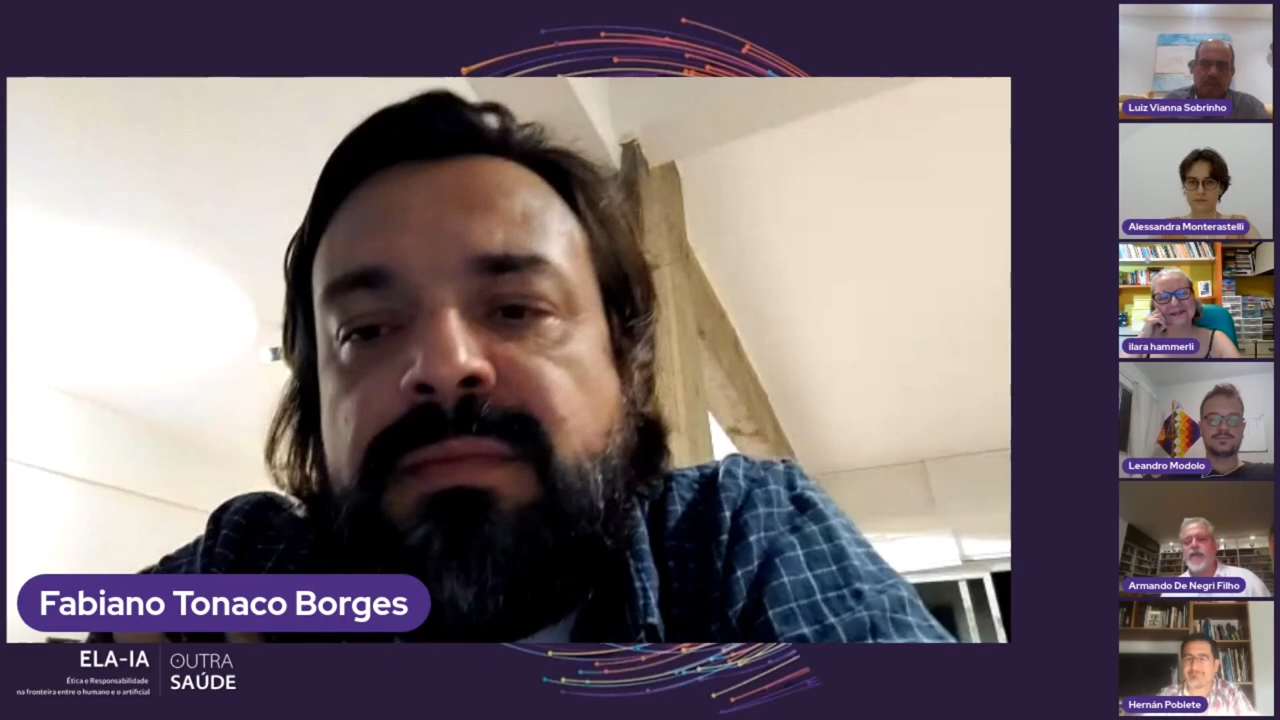 Fabiano Tonaco Borges
ELA-IA
Ética e Responsabilidade
na fronteira entre o humano e o artificial
OUTRA
SAÚDE
Luiz Vianna Sobrinho
Alessandra Monterastelli
ilara hammerli
Leandro Modolo
Armando De Negri Filho
Hernán Poblete